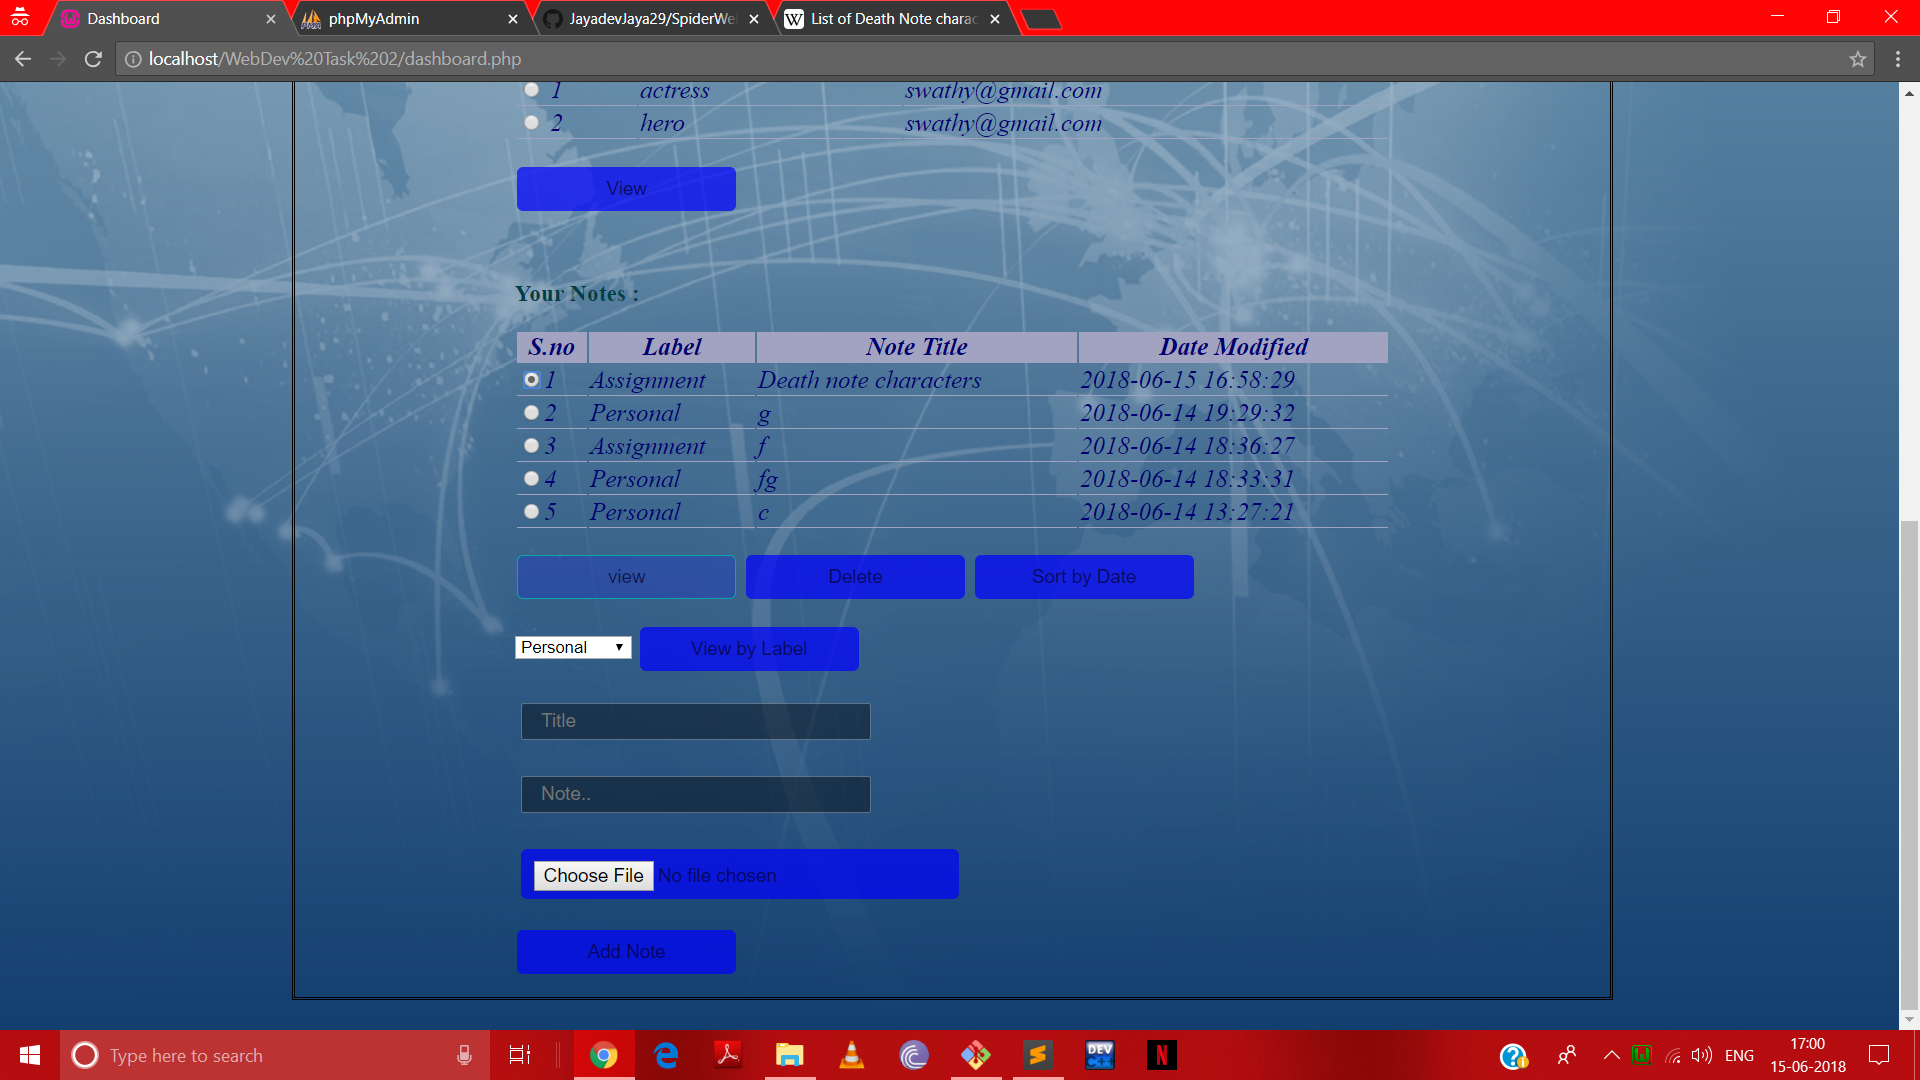 Dashboard
phpMyAdmin
JayadevJaya29/SpiderWe
List of Death Note charac
localhost/WebDev%20Task%202/dashboard.php
1 actress swathy@gmail.com
2 hero swathy@gmail.com
View
Your Notes :
S.no Label Note Title Date Modified
1 Assignment Death note characters 2018-06-15 16:58:29
2 Personal g 2018-06-14 19:29:32
3 Assignment f 2018-06-14 18:36:27
4 Personal fg 2018-06-14 18:33:31
5 Personal c 2018-06-14 13:27:21
view Delete Sort by Date
Personal View by Label
Title
Note..
Choose File No file chosen
Add Note
Type here to search
DEV C++
N
ENG
17:00
15-06-2018